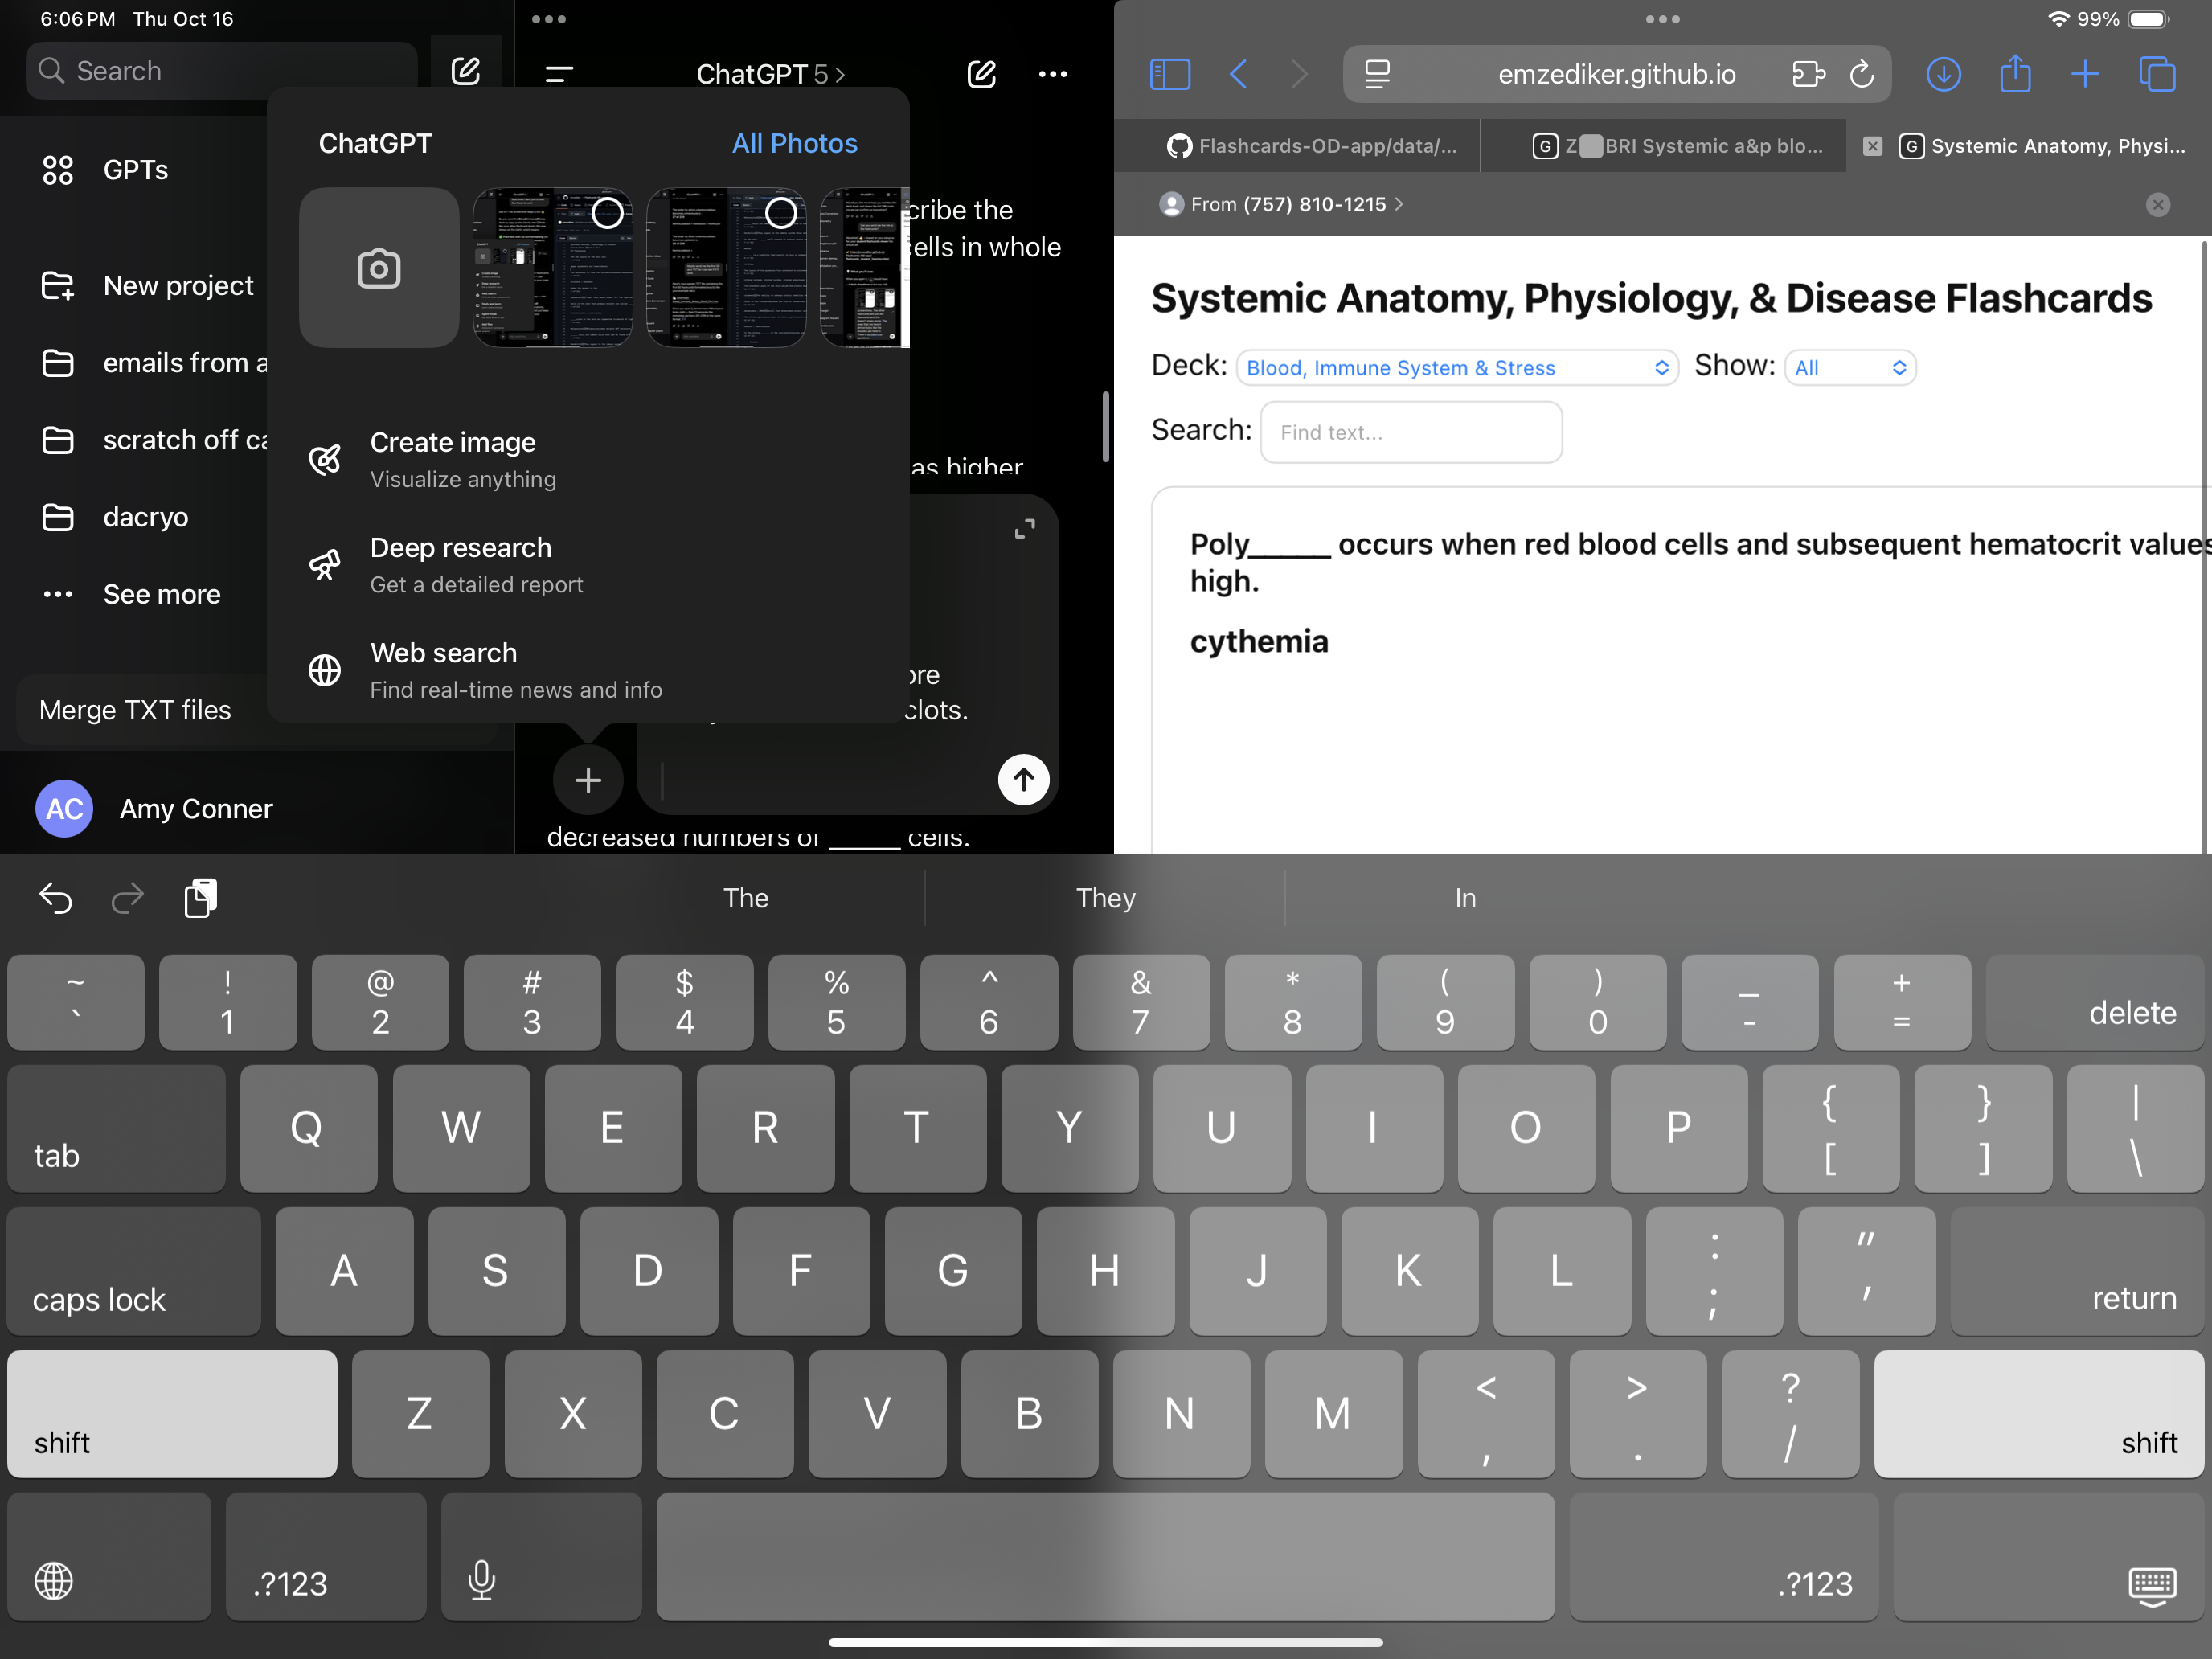 6:06 PM Thu Oct 16
99%
Search
ChatGPT 5 >
emzediker.github.io
ChatGPT
All Photos
Flashcards-OD-app/data/...
G Z BRI Systemic a&p blo...
G Systemic Anatomy, Physi...
GPTs
From (757) 810-1215 >
cribe the
cells in whole
New project
emails from a
scratch off ca
dacryo
See more
Merge TXT files
AC Amy Conner
Create image
Visualize anything
Deep research
Get a detailed report
Web search
Find real-time news and info
as higher
clots.
decreased numbers of _____ cells.
Systemic Anatomy, Physiology, & Disease Flashcards
Deck: Blood, Immune System & Stress Show: All
Search: Find text...
Poly_____ occurs when red blood cells and subsequent hematocrit values
high.
cythemia
The They In
~ ! @ # $ % ^ & * ( ) _ +
` 1 2 3 4 5 6 7 8 9 0 - = delete
tab Q W E R T Y U I O P { [ } ] | \
caps lock A S D F G H J K L : ; " ' return
shift Z X C V B N M < , > . ? / shift
.?123 .?123